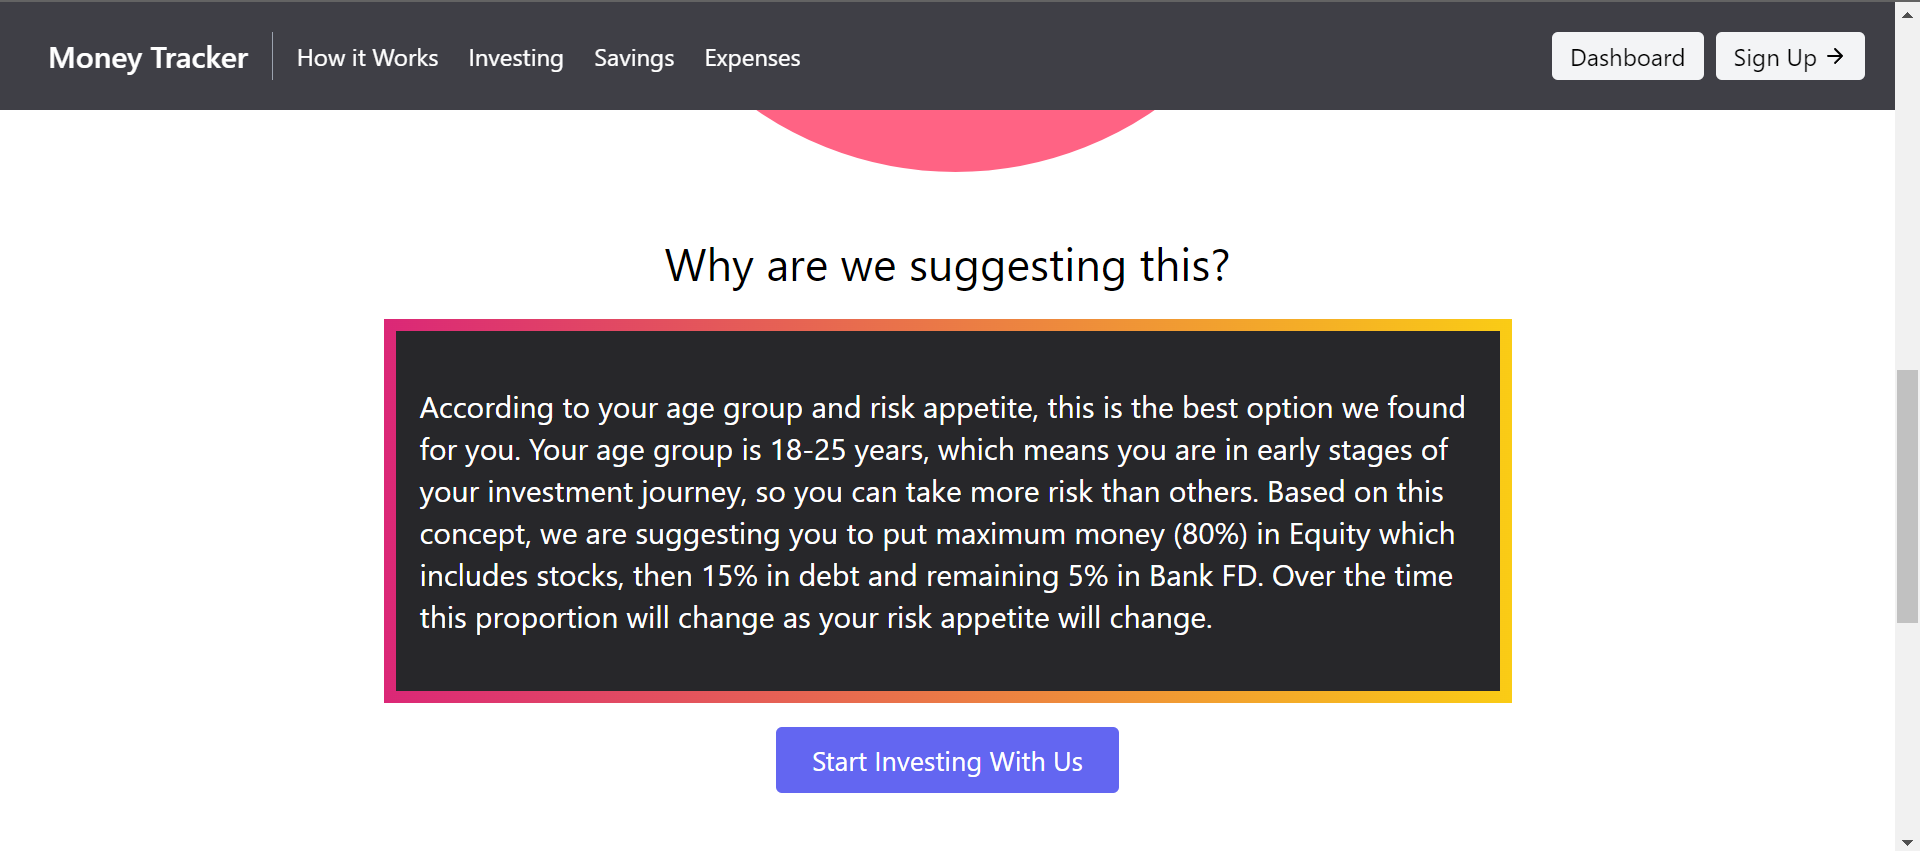 Money Tracker How it Works Investing Savings Expenses Dashboard Sign Up →
Why are we suggesting this?
According to your age group and risk appetite, this is the best option we found
for you. Your age group is 18-25 years, which means you are in early stages of
your investment journey, so you can take more risk than others. Based on this
concept, we are suggesting you to put maximum money (80%) in Equity which
includes stocks, then 15% in debt and remaining 5% in Bank FD. Over the time
this proportion will change as your risk appetite will change.
Start Investing With Us